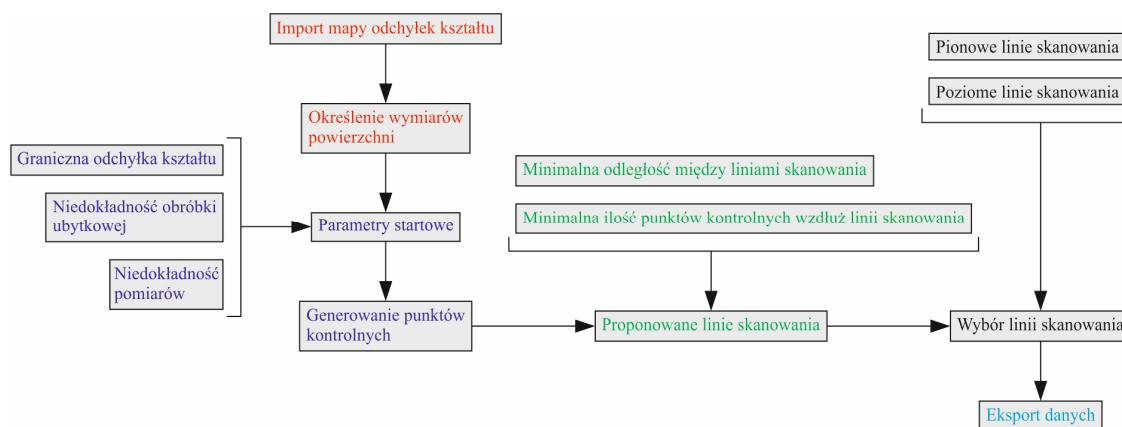 Import mapy odchyłek kształtu
Pionowe linie skanowania
Poziome linie skanowania
Określenie wymiarów
powierzchni
Graniczna odchyłka kształtu
Minimalna odległość między liniami skanowania
Niedokładność obróbki
ubytkowej
Minimalna ilość punktów kontrolnych wzdłuż linii skanowania
Parametry startowe
Niedokładność
pomiarów
Generowanie punktów
kontrolnych
Proponowane linie skanowania
Wybór linii skanowania
Eksport danych